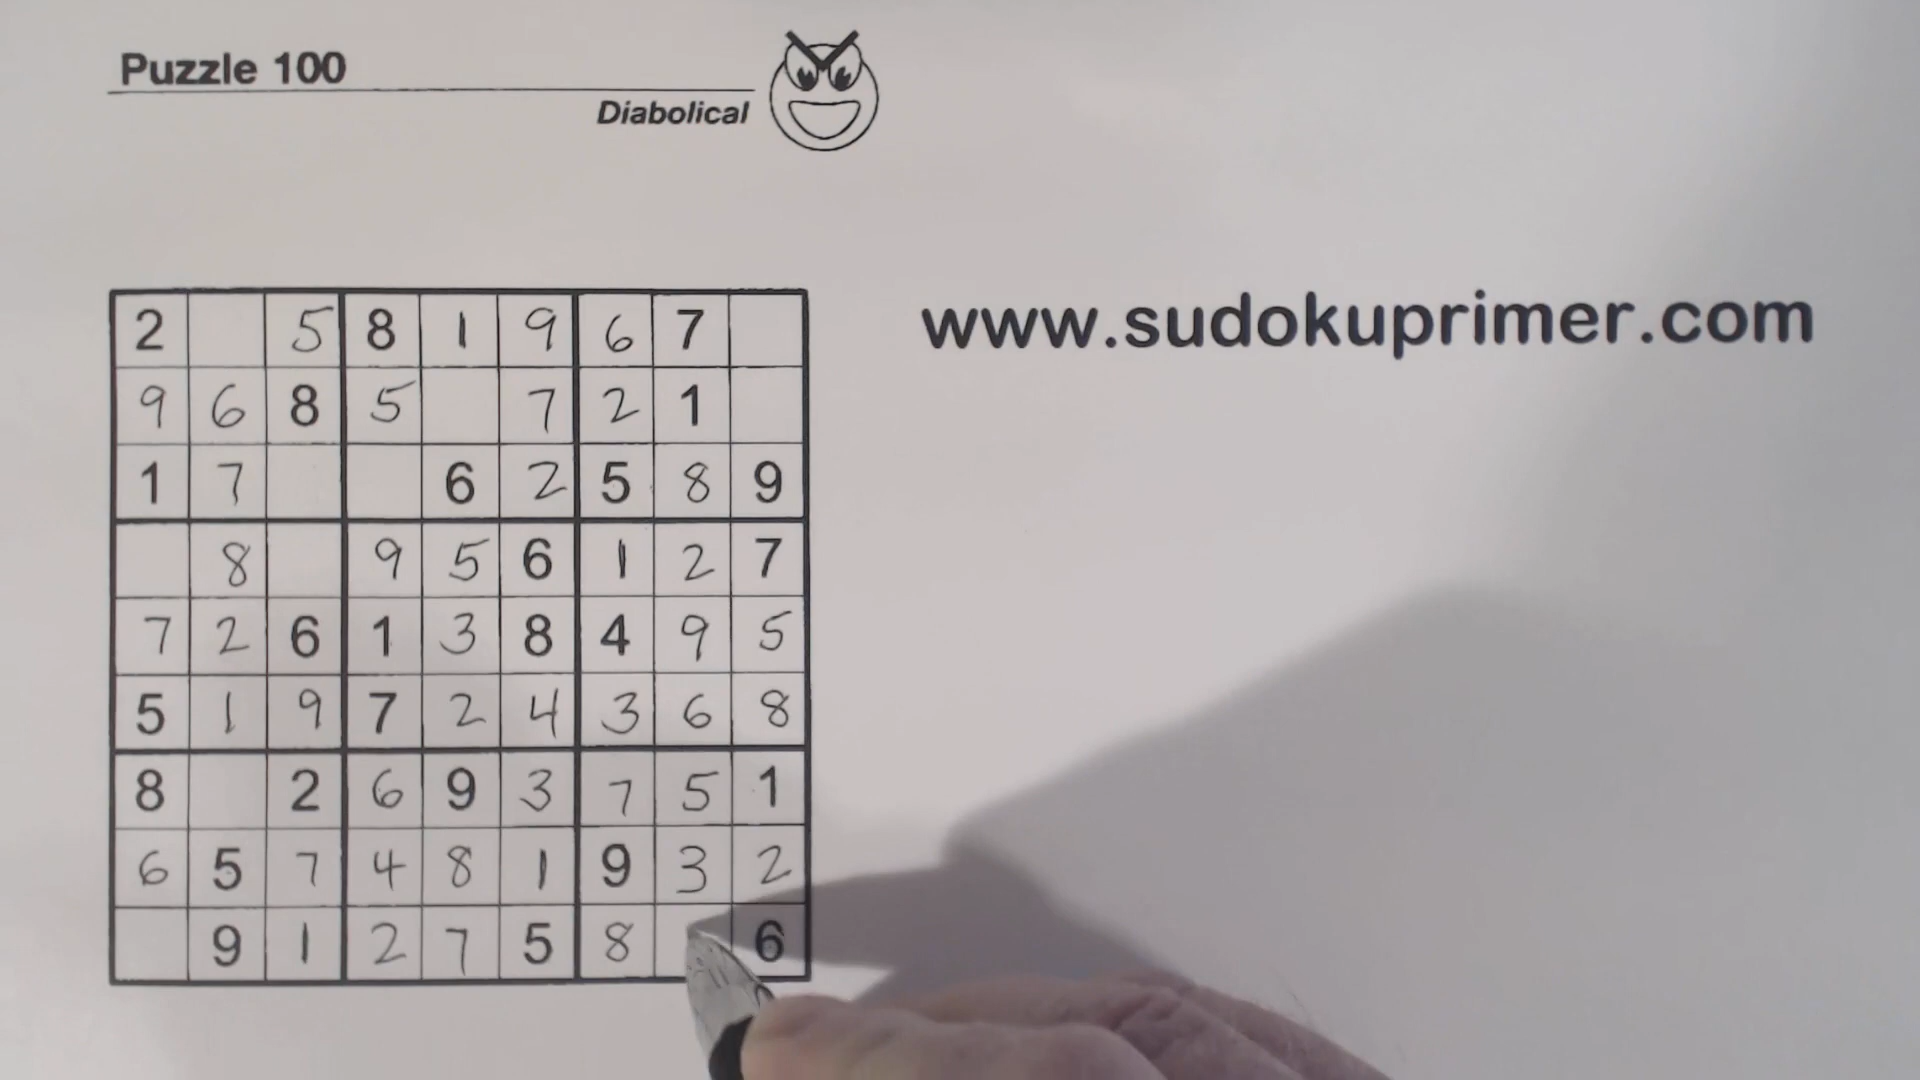 Puzzle 100
Diabolical
www.sudokuprimer.com
2 5 8 1 9 6 7
9 6 8 5 7 2 1
1 7 6 2 5 8 9
8 9 5 6 1 2 7
7 2 6 1 3 8 4 9 5
5 1 9 7 2 4 3 6 8
8 2 6 9 3 7 5 1
6 5 7 4 8 1 9 3 2
9 1 2 7 5 8 6